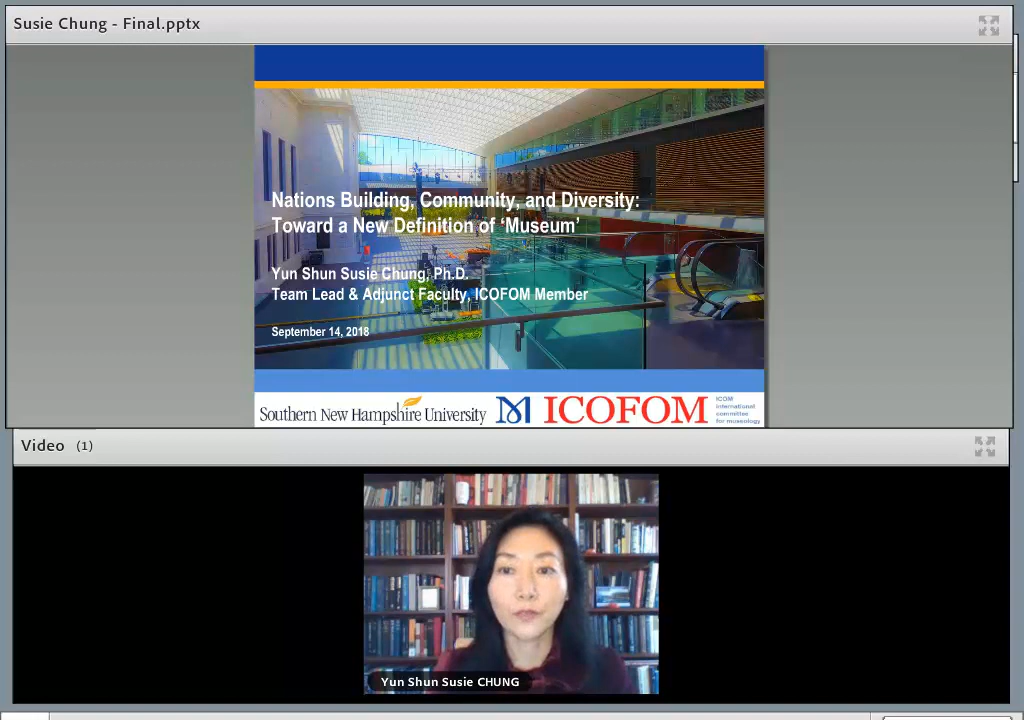 Susie Chung - Final.pptx
Nations Building, Community, and Diversity:
Toward a New Definition of ‘Museum’
Yun Shun Susie Chung, Ph.D.
Team Lead & Adjunct Faculty, ICOFOM Member
September 14, 2018
Southern New Hampshire University
ICOFOM
ICOM
international
committee
for museology
Video (1)
Yun Shun Susie CHUNG